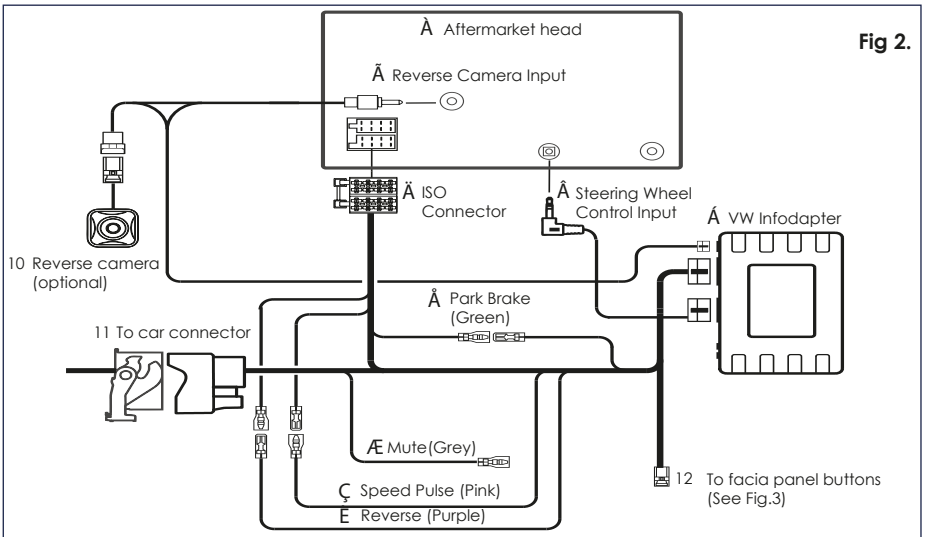 À Aftermarket head
Fig 2.
Ã Reverse Camera Input
Ä ISO
Connector
Â Steering Wheel
Control Input
Á VW Infodapter
10 Reverse camera
(optional)
Å Park Brake
(Green)
11 To car connector
Æ Mute(Grey)
Ç Speed Pulse (Pink)
È Reverse (Purple)
12 To facia panel buttons
(See Fig.3)